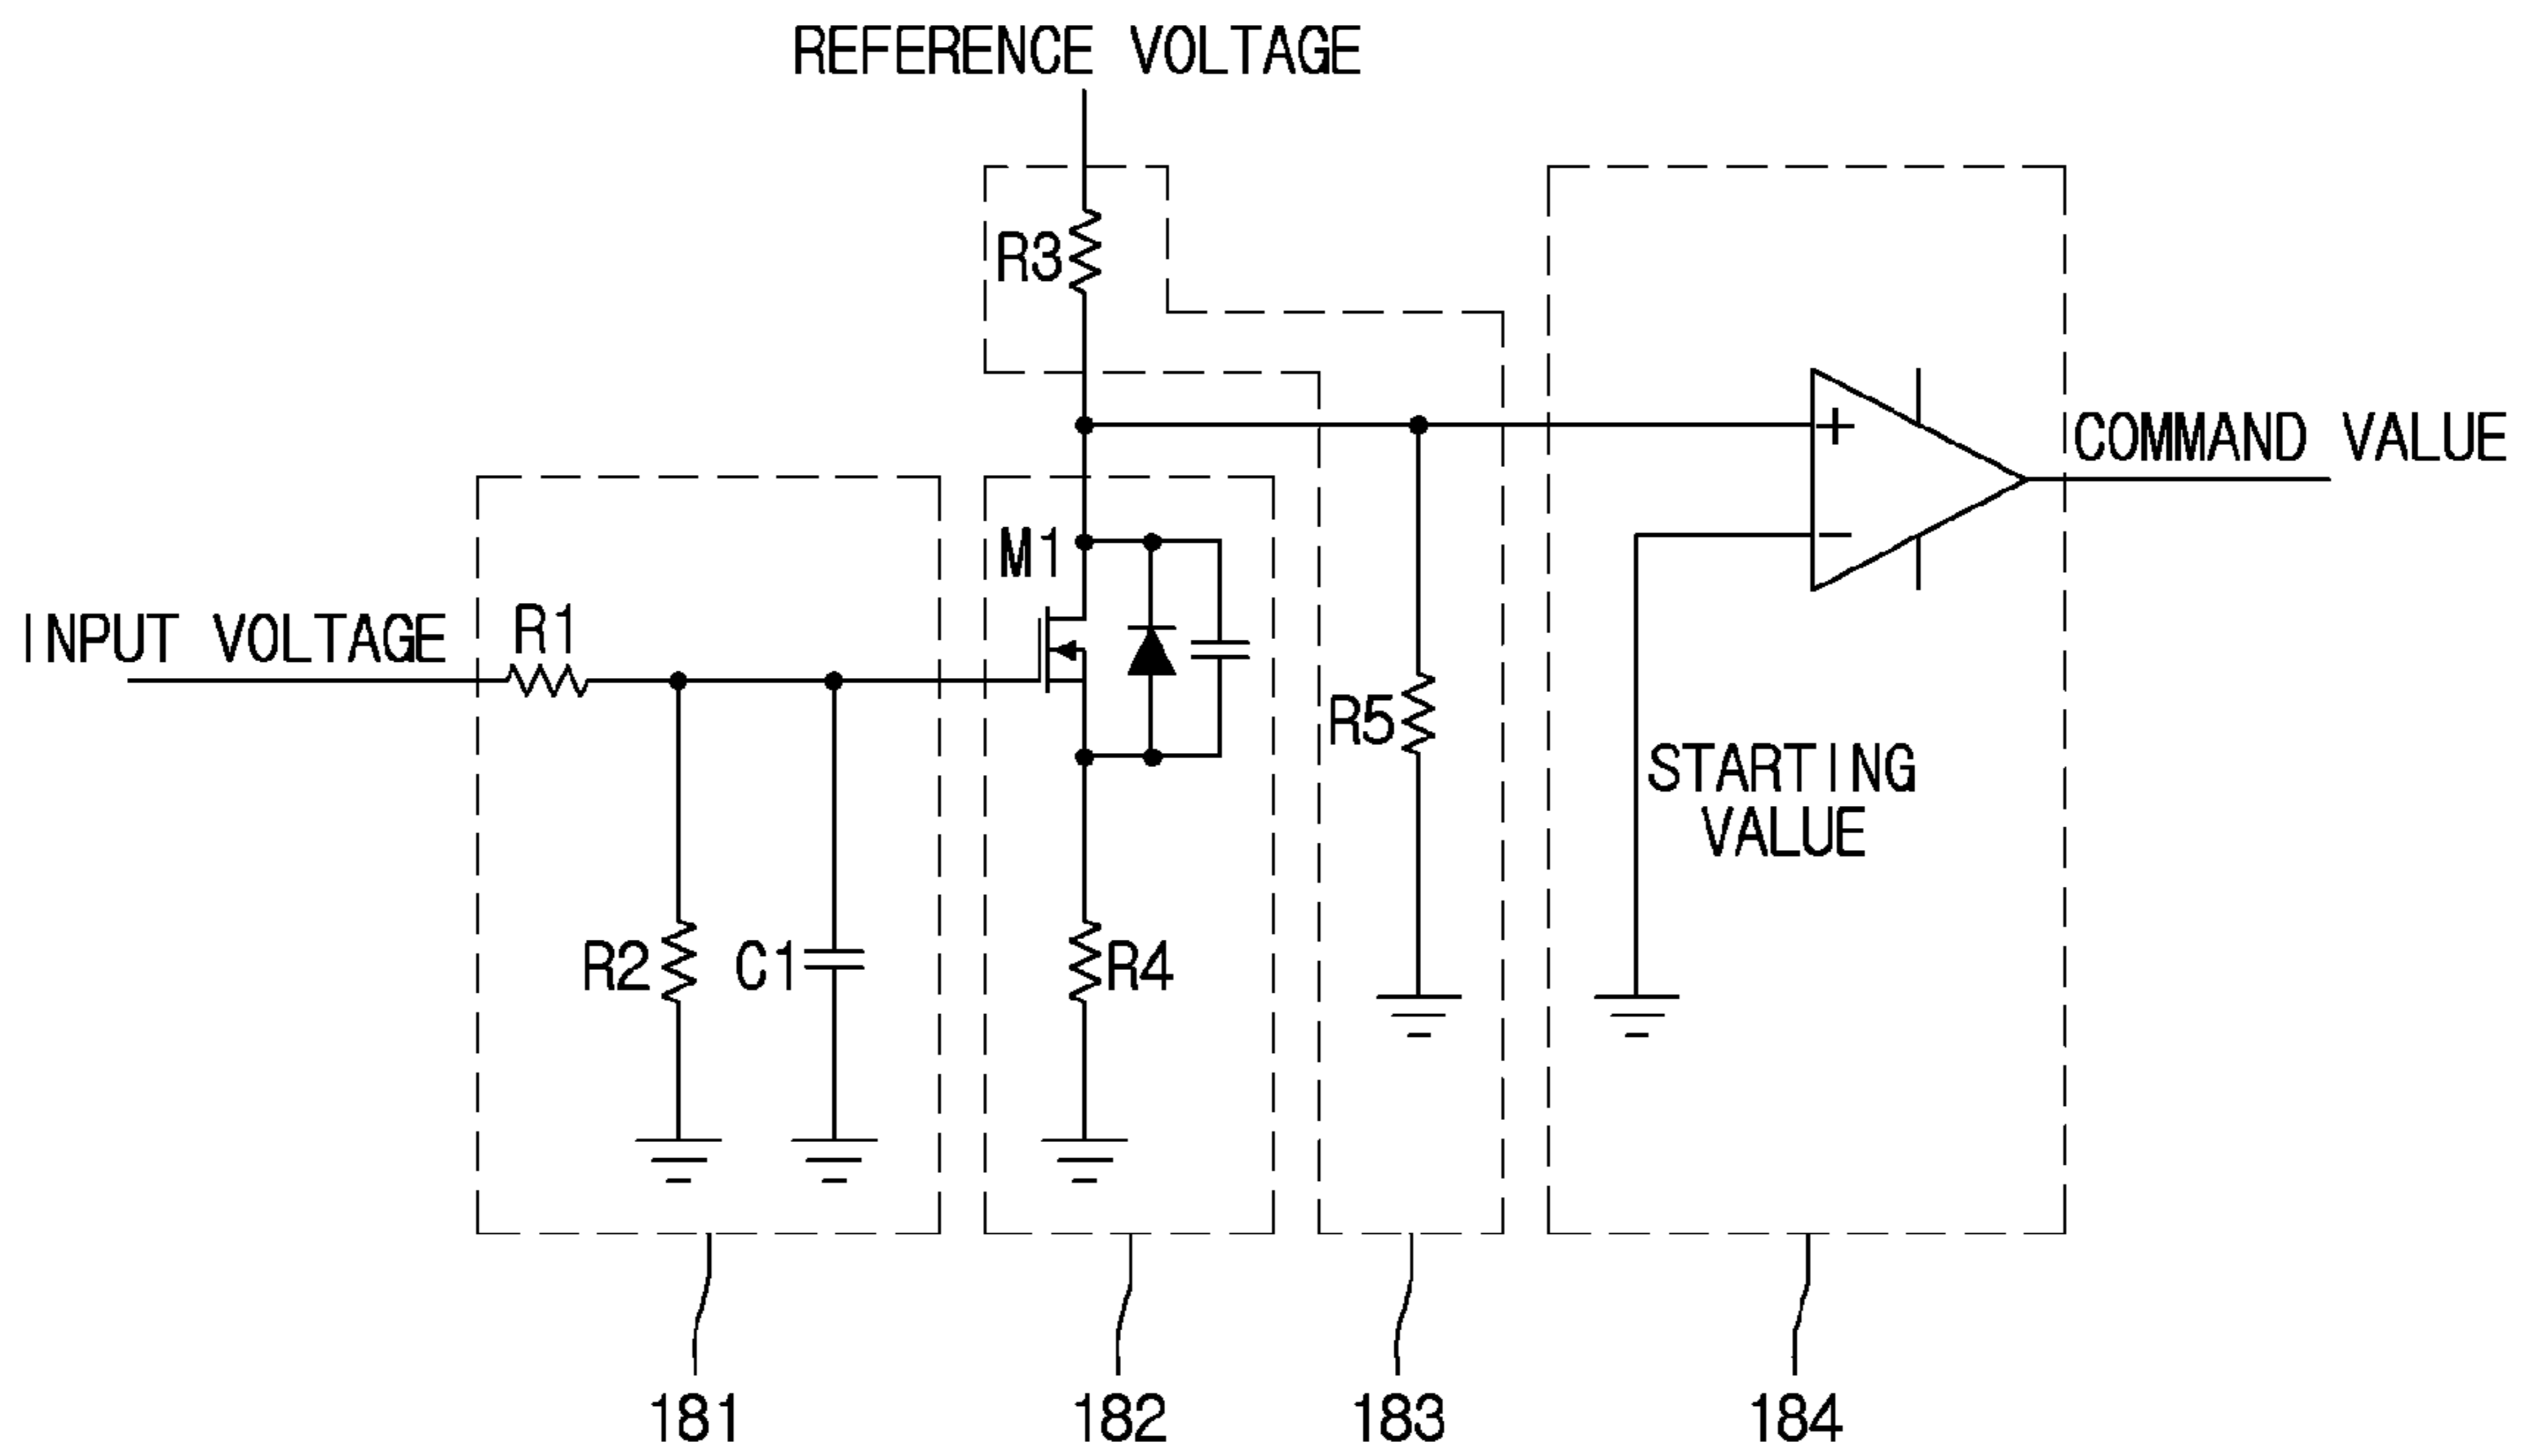 REFERENCE VOLTAGE
R3
COMMAND VALUE
M1
INPUT VOLTAGE
R1
R5
STARTING
VALUE
R2
C1
R4
+
−
181
182
183
184